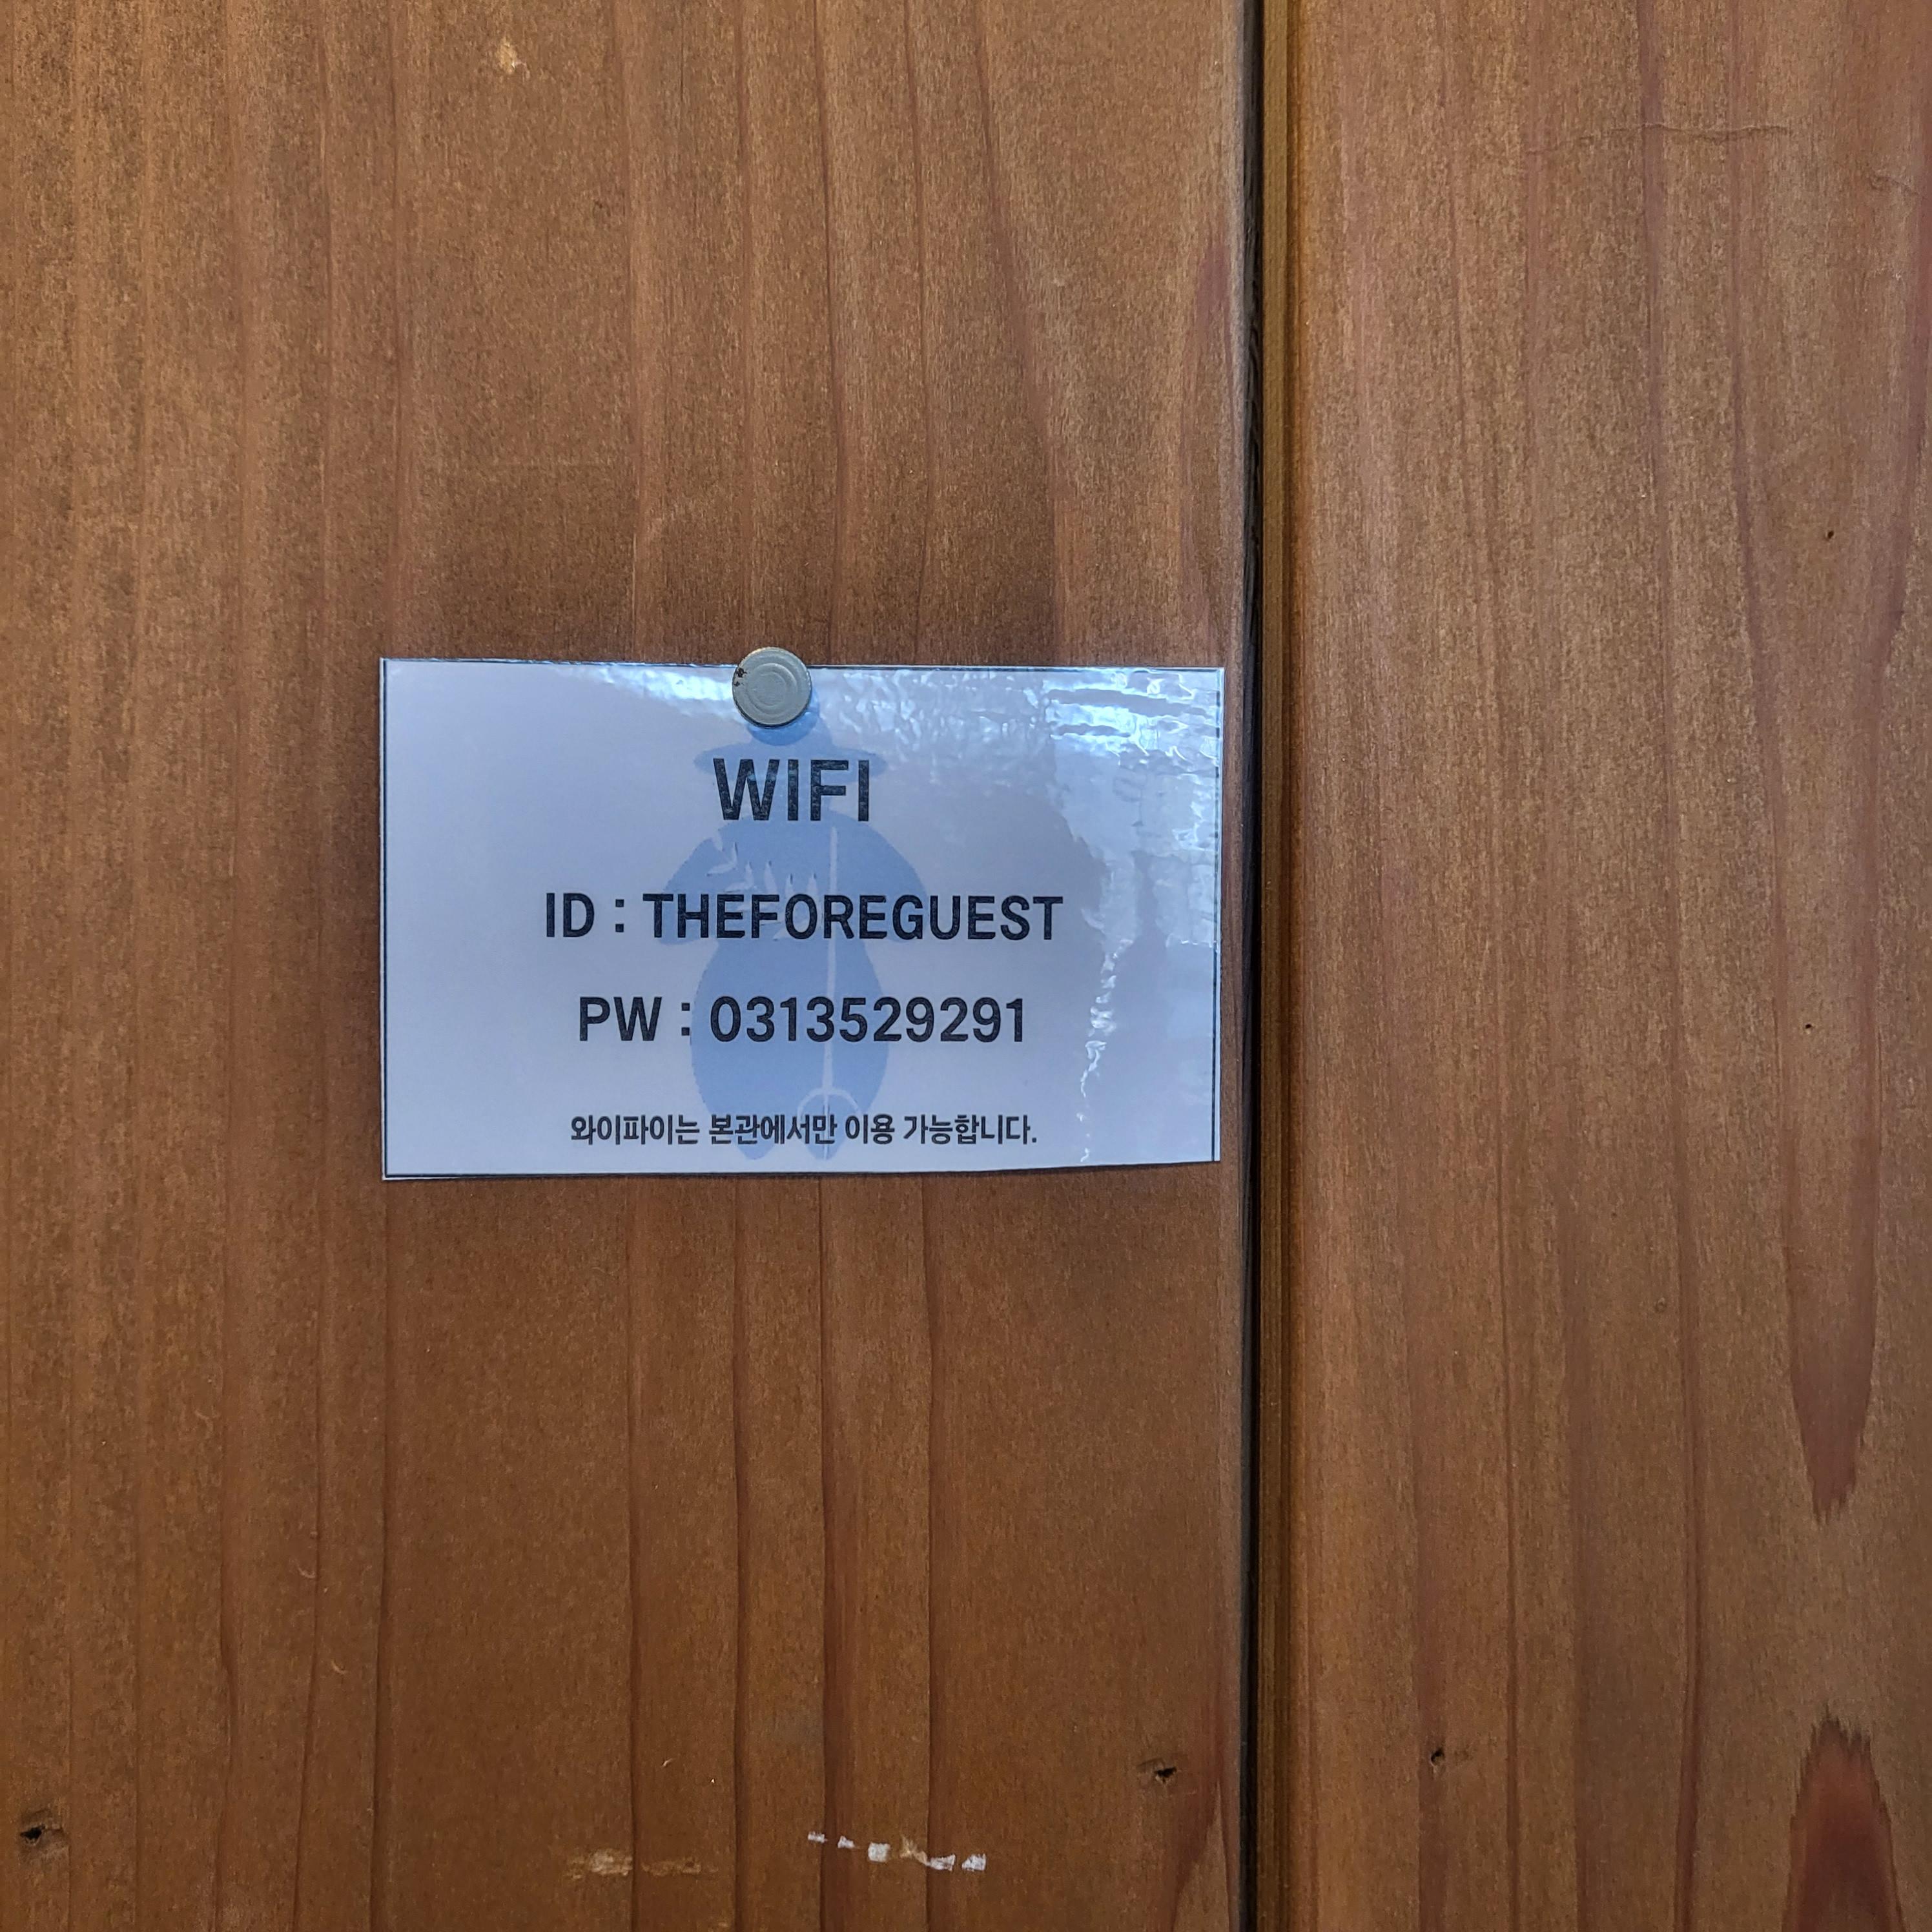 WIFI
ID : THEFOREGUEST
PW : 0313529291
와이파이는 본관에서만 이용 가능합니다.